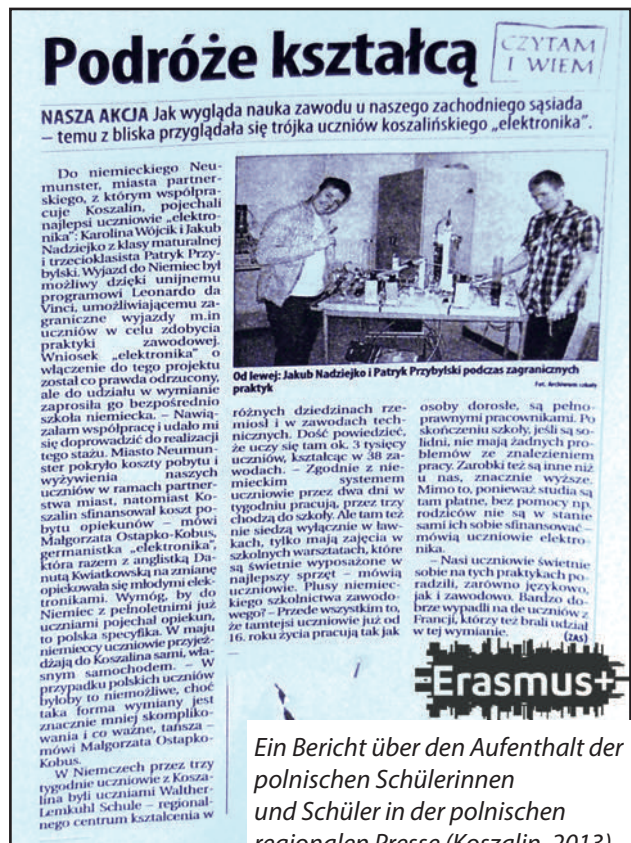 Podróże kształcą
CZYTAM
I WIEM
NASZA AKCJA Jak wygląda nauka zawodu u naszego zachodniego sąsiada
– temu z bliska przyglądała się trójka uczniów koszalińskiego „elektronika”.
Do niemieckiego Neu-
munster, miasta partner-
skiego, z którym współpra-
cuje Koszalin, pojechali
najlepsi uczniowie „elektro-
nika”: Karolina Wójcik i Jakub
Nadziejko z klasy maturalnej
i trzecioklasista Patryk Przy-
bylski. Wyjazd do Niemiec był
możliwy dzięki unijnemu
programowi Leonardo da
Vinci, umożliwiającemu za-
graniczne wyjazdy m.in
uczniów w celu zdobycia
praktyki zawodowej.
Wniosek „elektronika” o
włączenie do tego projektu
został co prawda odrzucony,
ale do udziału w wymianie
zaprosiła go bezpośrednio
szkoła niemiecka. – Nawią-
załam współpracę i udało mi
się doprowadzić do realizacji
tego stażu. Miasto Neumun-
ster pokryło koszty pobytu i
wyżywienia naszych
uczniów w ramach partner-
stwa miast, natomiast Ko-
szalin sfinansował koszt po-
bytu opiekunów – mówi
Małgorzata Ostapko-Kobus,
germanistka „elektronika”,
która razem z anglistką Da-
nutą Kwiatkowską na zmianę
opiekowała się młodymi elek-
tronikami. Wymóg, by do
Niemiec z pełnoletnimi już
uczniami pojechał opiekun,
to polska specyfika. W maju
niemieccy uczniowie przyjeż-
dżają do Koszalina sami, wła-
snym samochodem. – W
przypadku polskich uczniów
byłoby to niemożliwe, choć
taka forma wymiany jest
znacznie mniej skompliko-
wania i co ważne, tańsza –
mówi Małgorzata Ostapko-
Kobus.
W Niemczech przez trzy
tygodnie uczniowie z Kosza-
lina byli uczniami Walther-
Lemkuhl Schule – regional-
nego centrum kształcenia w
Od lewej: Jakub Nadziejko i Patryk Przybylski podczas zagranicznych
praktyk
Fot. Archiwum szkoły
różnych dziedzinach rze-
miosł i w zawodach tech-
nicznych. Dość powiedzieć,
że uczy się tam ok. 3 tysięcy
uczniów, kształcąc w 38 za-
wodach. – Zgodnie z nie-
mieckim systemem
uczniowie przez dwa dni w
tygodniu pracują, przez trzy
chodzą do szkoły. Ale tam też
nie siedzą wyłącznie w ław-
kach, tylko mają zajęcia w
szkolnych warsztatach, które
są świetnie wyposażone w
najlepszy sprzęt – mówią
uczniowie. Plusy niemiec-
kiego szkolnictwa zawodo-
wego? – Przede wszystkim to,
że tamtejsi uczniowie już od
16. roku życia pracują tak jak
osoby dorosłe, są pełno-
prawnymi pracownikami. Po
skończeniu szkoły, jeśli są so-
lidni, nie mają żadnych pro-
blemów ze znalezieniem
pracy. Zarobki też są inne niż
u nas, znacznie wyższe.
Mimo to, ponieważ studia są
tam płatne, bez pomocy np.
rodziców nie są w stanie
sami ich sobie sfinansować –
mówią uczniowie elektro-
nika.
– Nasi uczniowie świetnie
sobie na tych praktykach po-
radzili, zarówno językowo,
jak i zawodowo. Bardzo do-
brze wypadli na tle uczniów z
Francji, którzy też brali udział
w tej wymianie.
(ZAS)
Erasmus+
Ein Bericht über den Aufenthalt der
polnischen Schülerinnen
und Schüler in der polnischen
regionalen Presse (Koszalin, 2013)